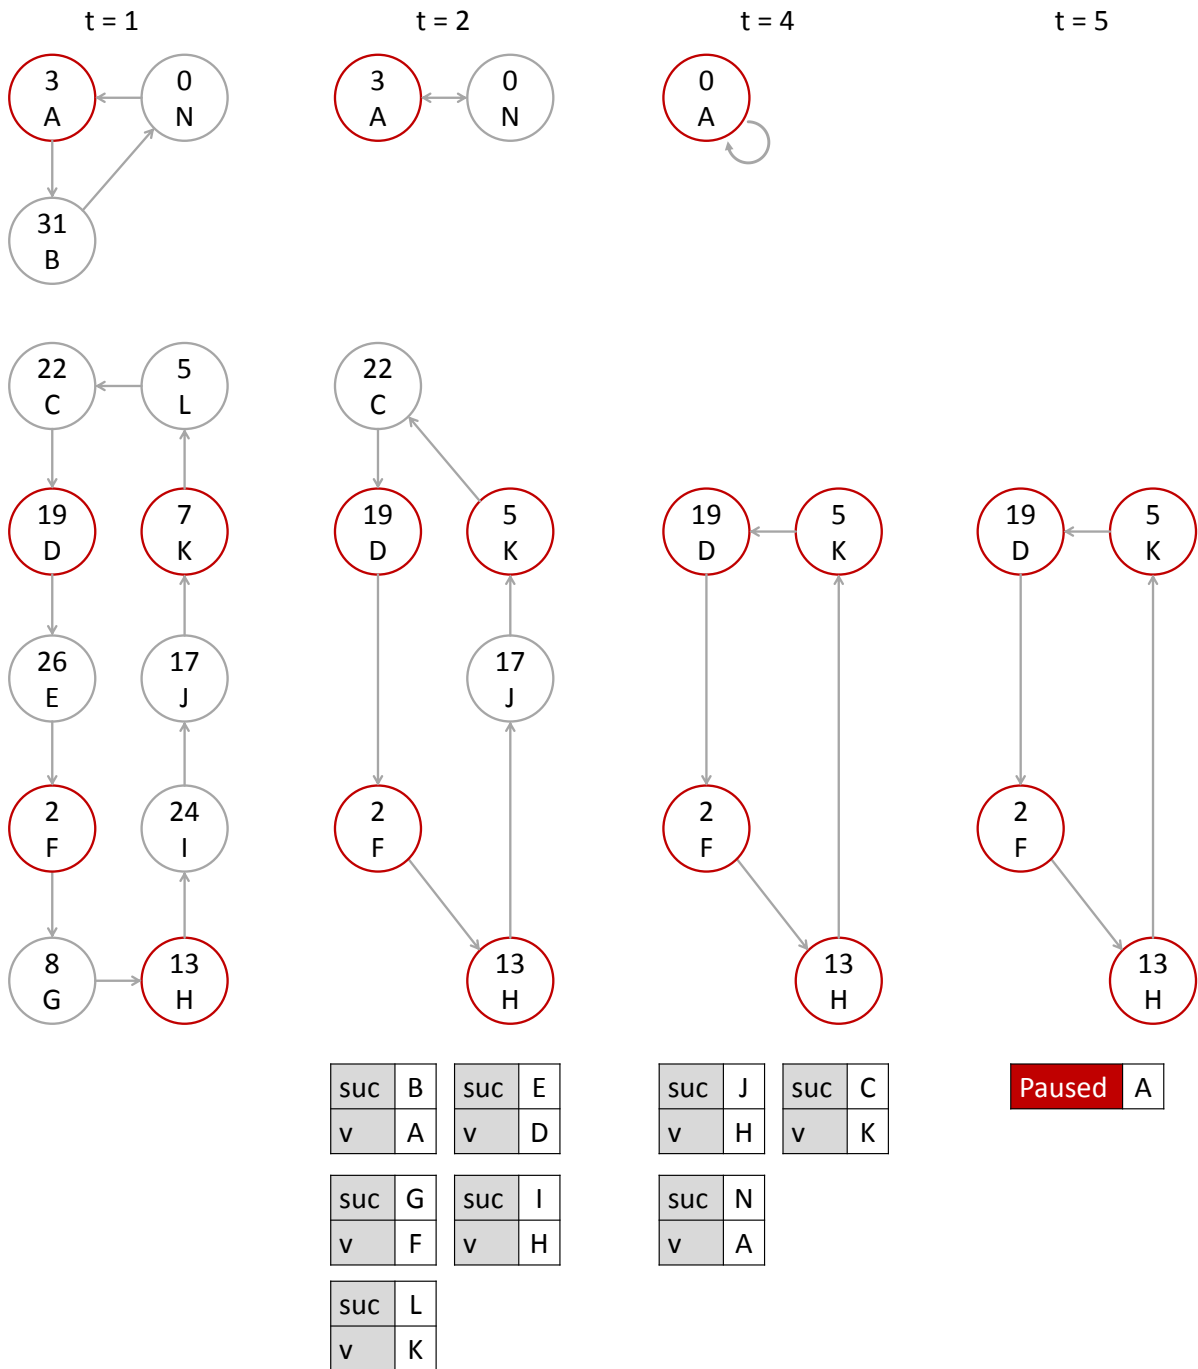 t = 1
t = 2
t = 4
t = 5
3
A
0
N
31
B
22
C
5
L
19
D
7
K
26
E
17
J
2
F
24
I
8
G
13
H
3
A
0
N
22
C
19
D
5
K
17
J
2
F
13
H
suc B
v A
suc E
v D
suc G
v F
suc I
v H
suc L
v K
0
A
19
D
5
K
2
F
13
H
suc J
v H
suc C
v K
suc N
v A
19
D
5
K
2
F
13
H
Paused A